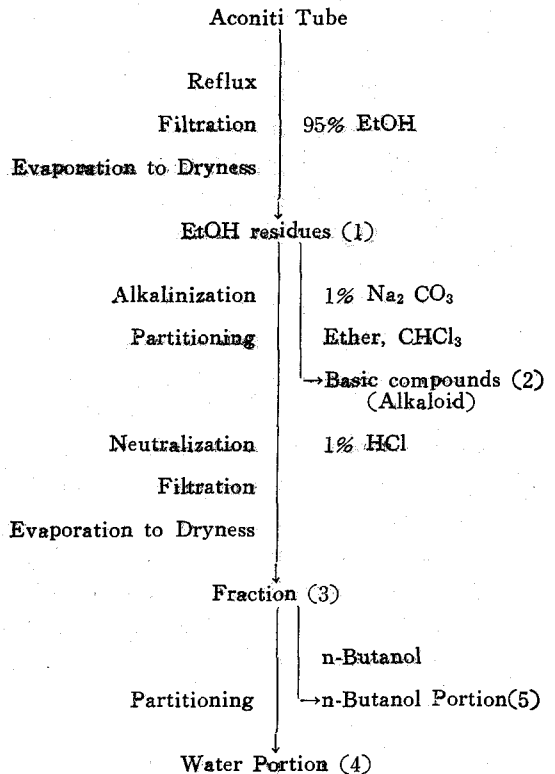 Aconiti Tube
Reflux
Filtration 95% EtOH
Evaporation to Dryness
EtOH residues (1)
Alkalinization 1% Na₂ CO₃
Partitioning Ether, CHCl₃
→Basic compounds (2)
(Alkaloid)
Neutralization 1% HCl
Filtration
Evaporation to Dryness
Fraction (3)
n-Butanol
Partitioning →n-Butanol Portion(5)
Water Portion (4)